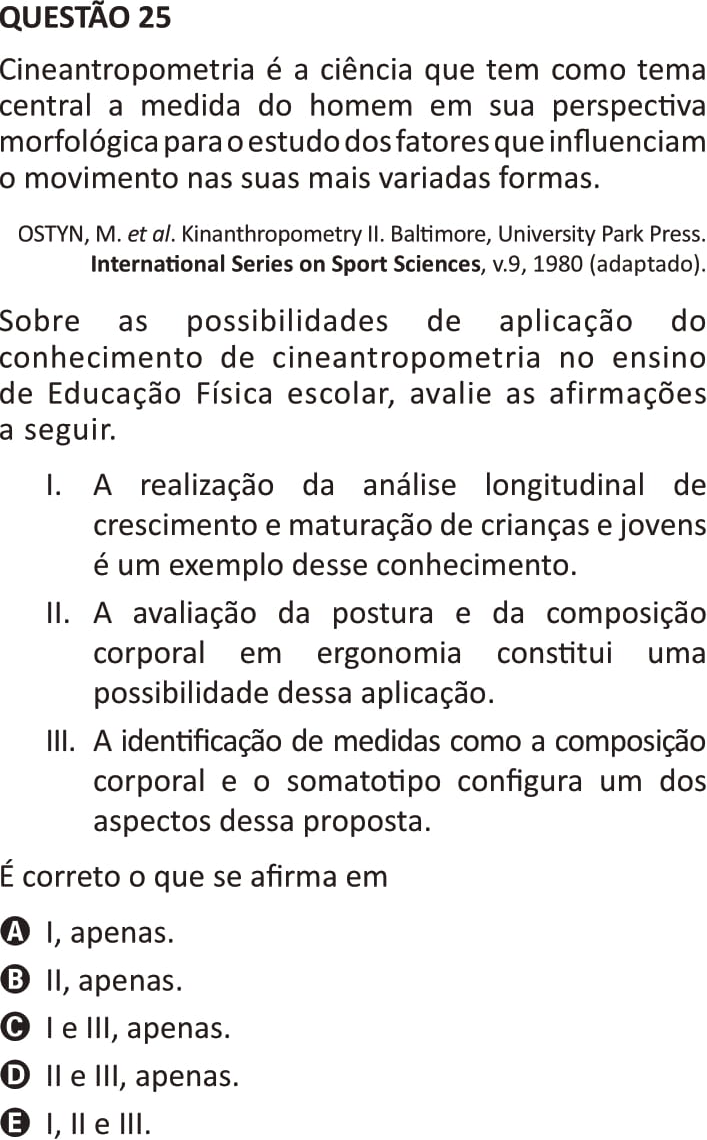 QUESTÃO 25
Cineantropometria é a ciência que tem como tema
central a medida do homem em sua perspectiva
morfológica para o estudo dos fatores que influenciam
o movimento nas suas mais variadas formas.
OSTYN, M. et al. Kinanthropometry II. Baltimore, University Park Press.
International Series on Sport Sciences, v.9, 1980 (adaptado).
Sobre as possibilidades de aplicação do
conhecimento de cineantropometria no ensino
de Educação Física escolar, avalie as afirmações
a seguir.
I. A realização da análise longitudinal de
crescimento e maturação de crianças e jovens
é um exemplo desse conhecimento.
II. A avaliação da postura e da composição
corporal em ergonomia constitui uma
possibilidade dessa aplicação.
III. A identificação de medidas como a composição
corporal e o somatotipo configura um dos
aspectos dessa proposta.
É correto o que se afirma em
A I, apenas.
B II, apenas.
C I e III, apenas.
D II e III, apenas.
E I, II e III.